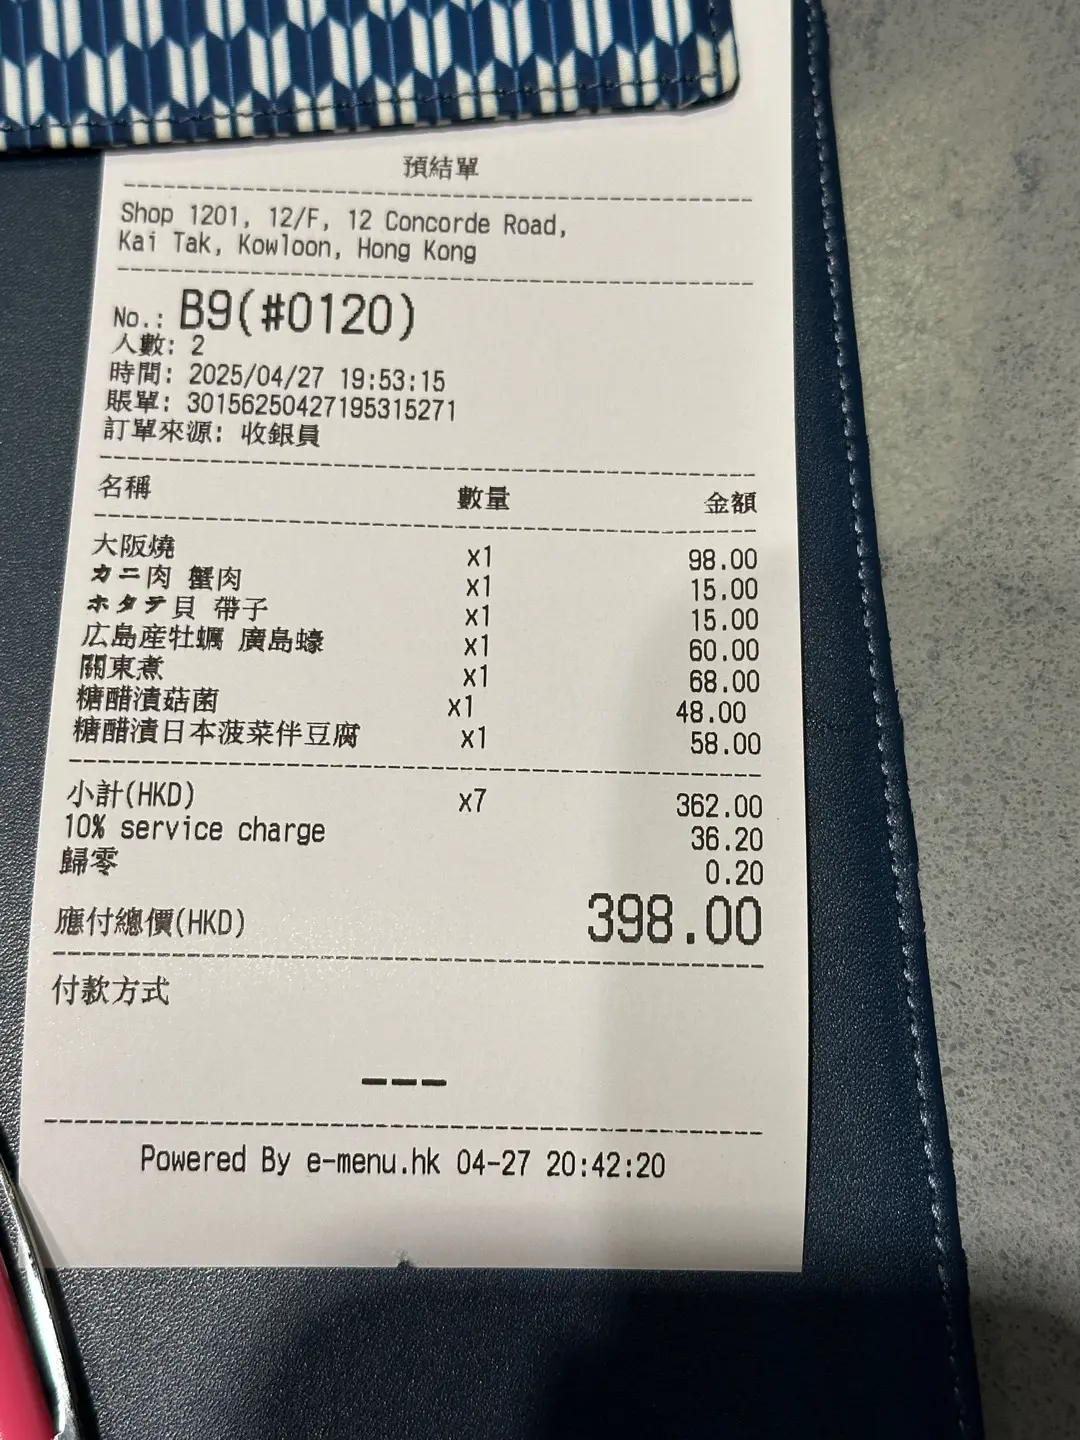 預結單
Shop 1201, 12/F, 12 Concorde Road,
Kai Tak, Kowloon, Hong Kong
No.: B9(#0120)
人數: 2
時間: 2025/04/27 19:53:15
賬單: 30156250427195315271
訂單來源: 收銀員
名稱 數量 金額
大阪燒 x1 98.00
カニ肉 蟹肉 x1 15.00
ホタテ貝 帶子 x1 15.00
広島産牡蠣 廣島蠔 x1 60.00
關東煮 x1 68.00
糖醋漬菇菌 x1 48.00
糖醋漬日本菠菜伴豆腐 x1 58.00
小計(HKD) x7 362.00
10% service charge 36.20
歸零 0.20
應付總價(HKD) 398.00
付款方式
---
Powered By e-menu.hk 04-27 20:42:20